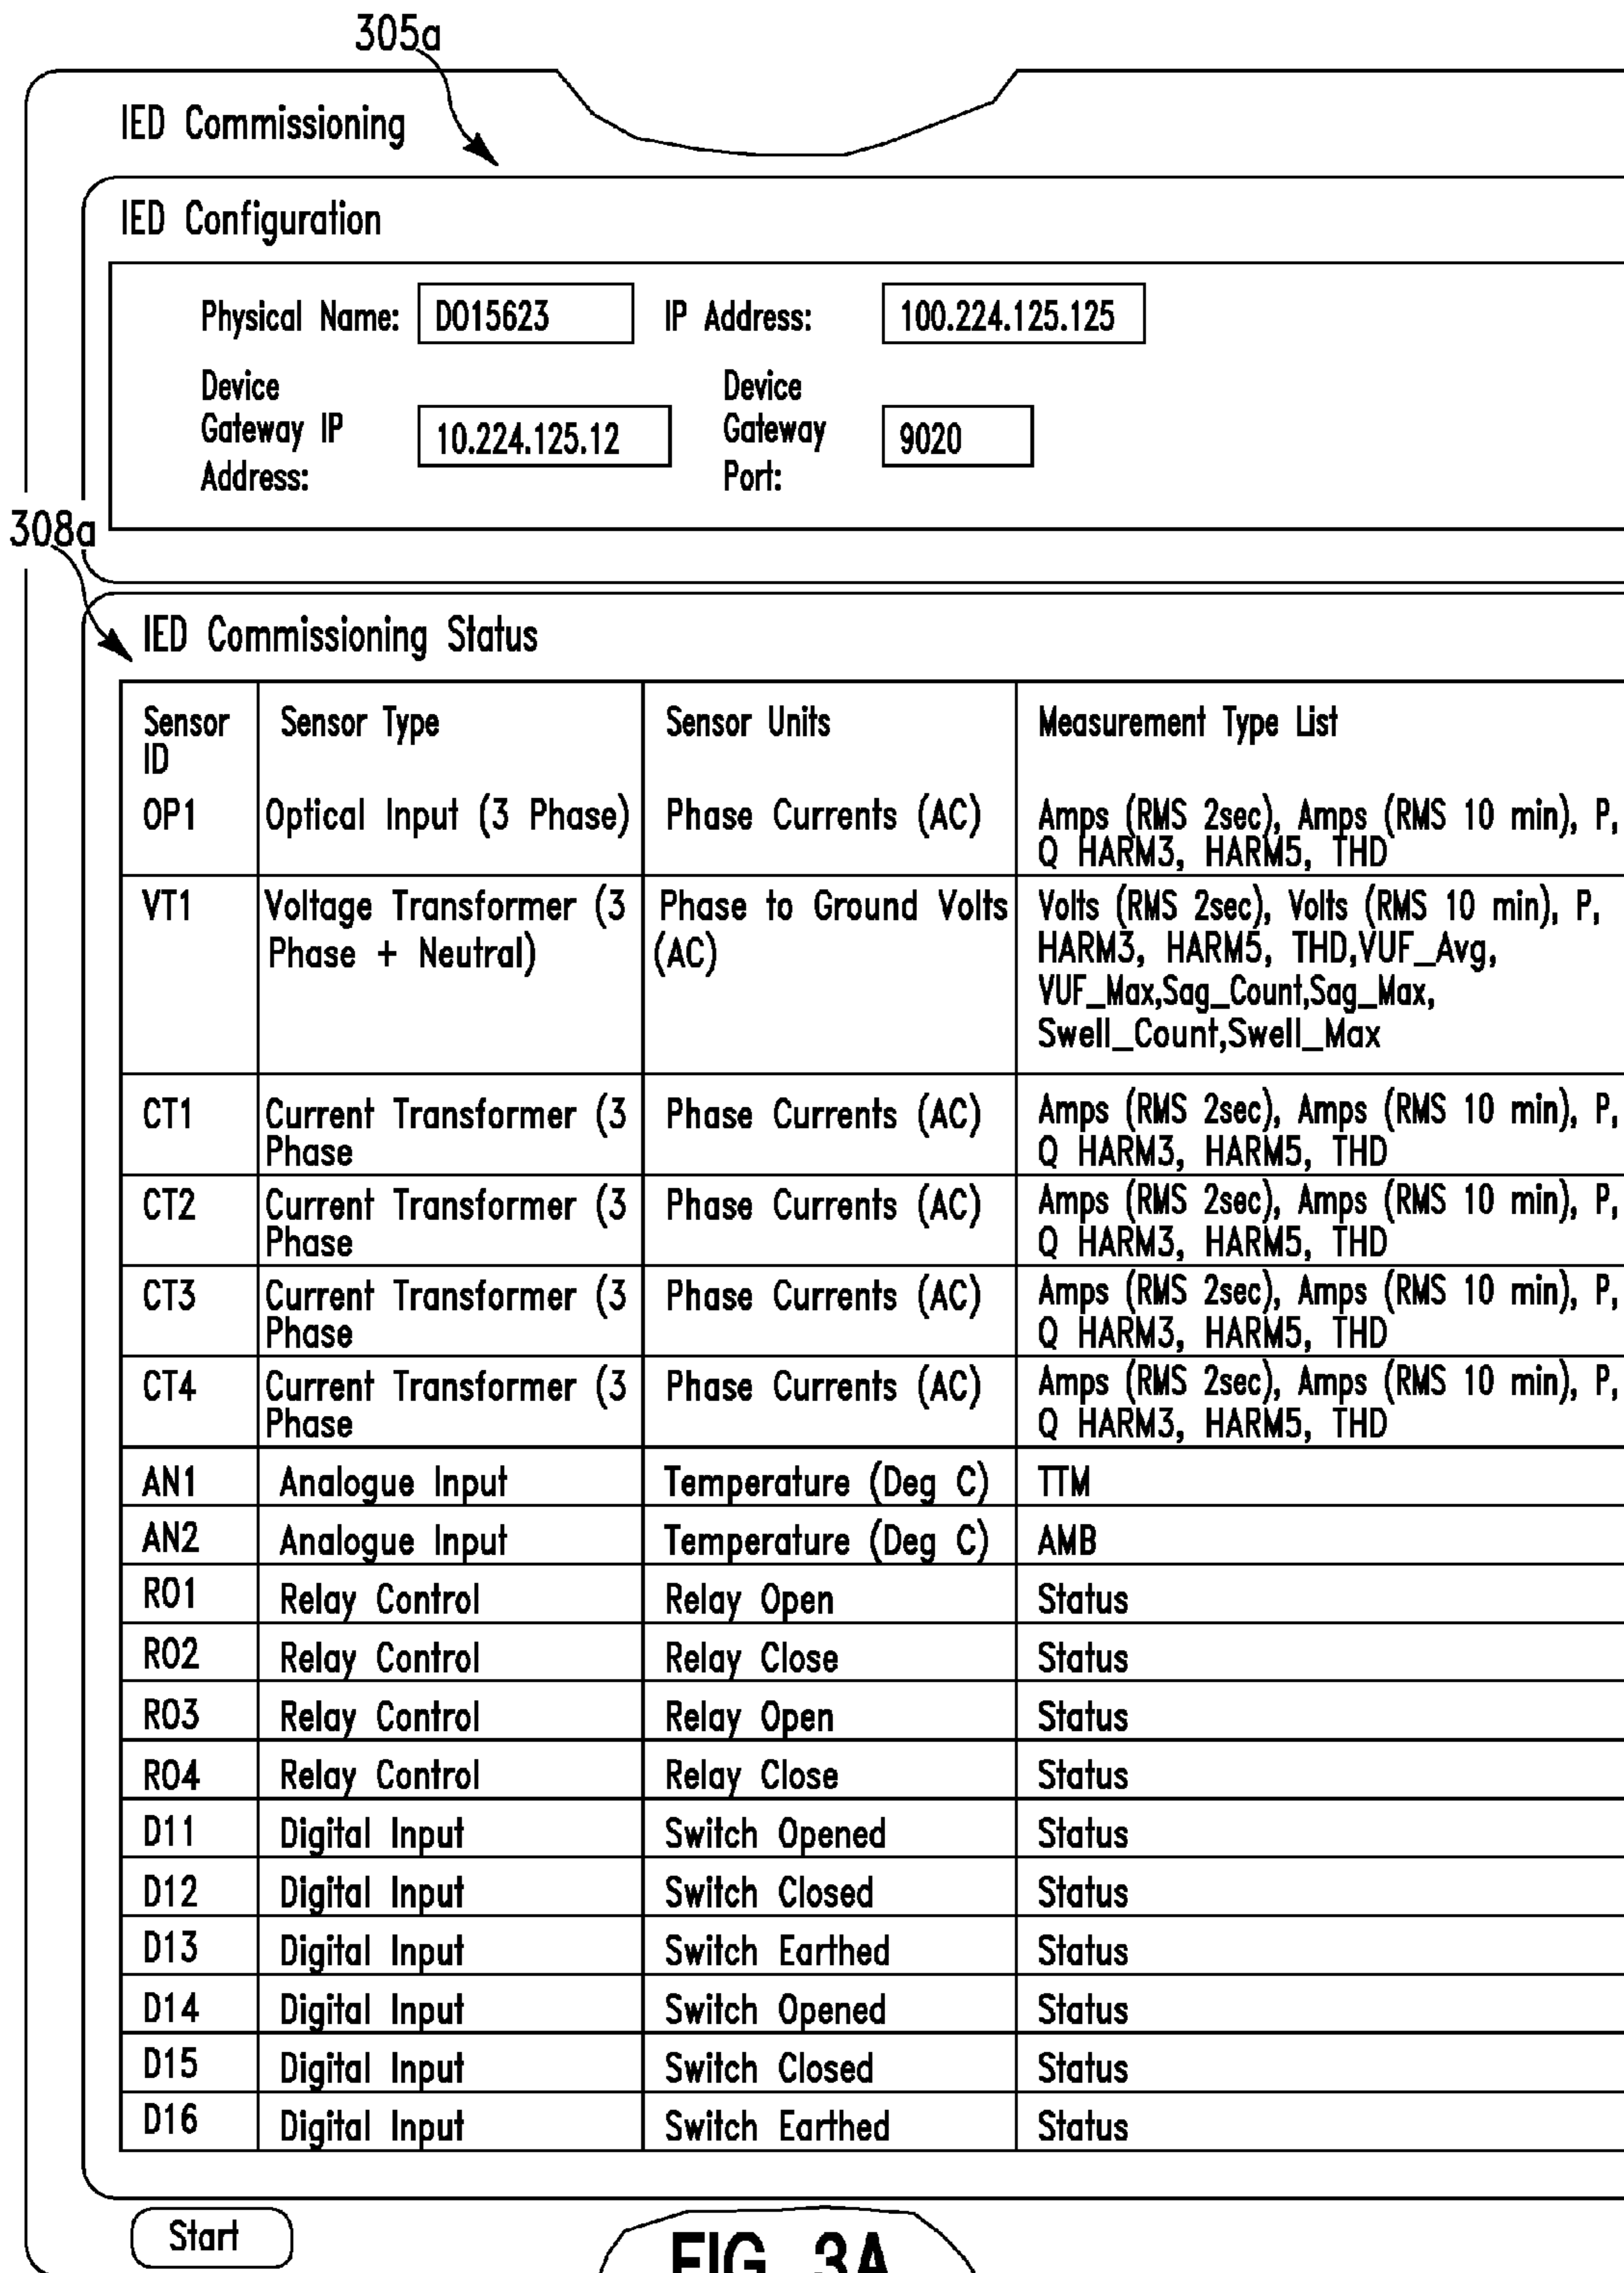 305a
IED Commissioning
IED Configuration
Physical Name: D015623 IP Address: 100.224.125.125
Device Gateway IP Address: 10.224.125.12 Device Gateway Port: 9020
308a
IED Commissioning Status
Sensor ID Sensor Type Sensor Units Measurement Type List
OP1 Optical Input (3 Phase) Phase Currents (AC) Amps (RMS 2sec), Amps (RMS 10 min), P,
Q HARM3, HARM5, THD
VT1 Voltage Transformer (3 Phase to Ground Volts Volts (RMS 2sec), Volts (RMS 10 min), P,
Phase + Neutral) (AC) HARM3, HARM5, THD,VUF_Avg,
VUF_Max,Sag_Count,Sag_Max,
Swell_Count,Swell_Max
CT1 Current Transformer (3 Phase Currents (AC) Amps (RMS 2sec), Amps (RMS 10 min), P,
Phase Q HARM3, HARM5, THD
CT2 Current Transformer (3 Phase Currents (AC) Amps (RMS 2sec), Amps (RMS 10 min), P,
Phase Q HARM3, HARM5, THD
CT3 Current Transformer (3 Phase Currents (AC) Amps (RMS 2sec), Amps (RMS 10 min), P,
Phase Q HARM3, HARM5, THD
CT4 Current Transformer (3 Phase Currents (AC) Amps (RMS 2sec), Amps (RMS 10 min), P,
Phase Q HARM3, HARM5, THD
AN1 Analogue Input Temperature (Deg C) TTM
AN2 Analogue Input Temperature (Deg C) AMB
R01 Relay Control Relay Open Status
R02 Relay Control Relay Close Status
R03 Relay Control Relay Open Status
R04 Relay Control Relay Close Status
D11 Digital Input Switch Opened Status
D12 Digital Input Switch Closed Status
D13 Digital Input Switch Earthed Status
D14 Digital Input Switch Opened Status
D15 Digital Input Switch Closed Status
D16 Digital Input Switch Earthed Status
Start
FIG. 3A